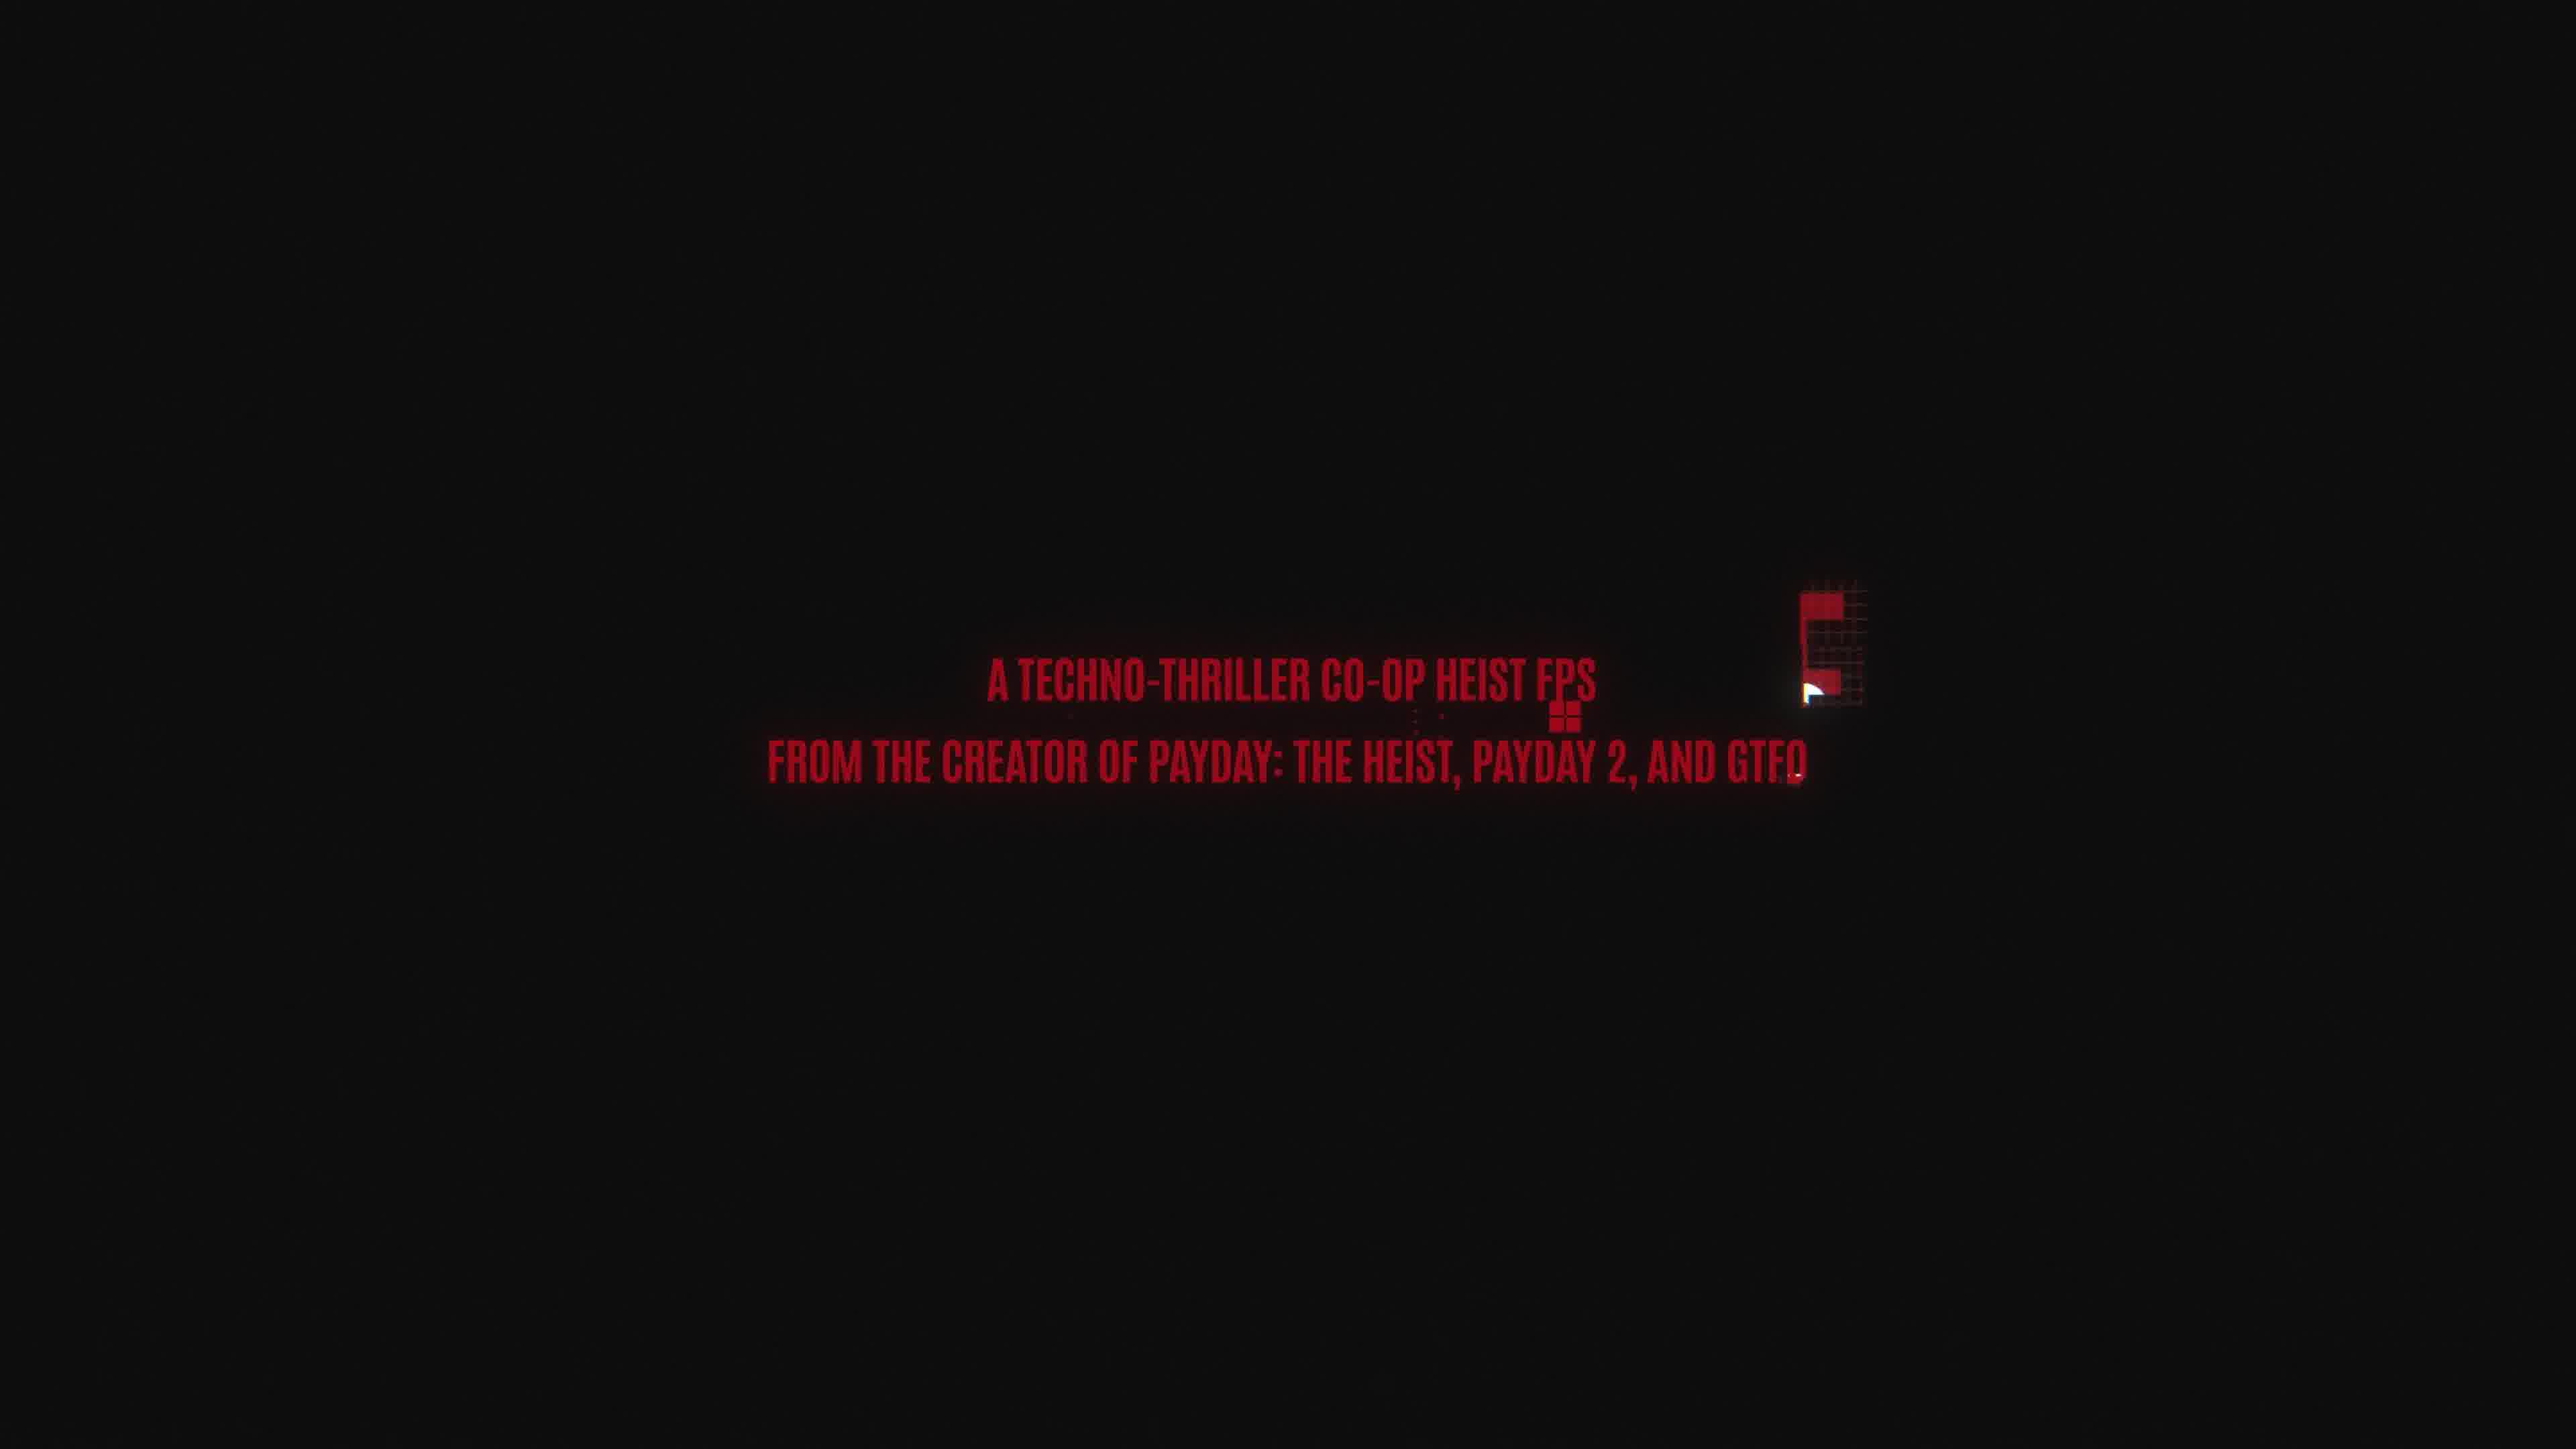 A TECHNO-THRILLER CO-OP HEIST FPS
FROM THE CREATOR OF PAYDAY: THE HEIST, PAYDAY 2, AND GTFO